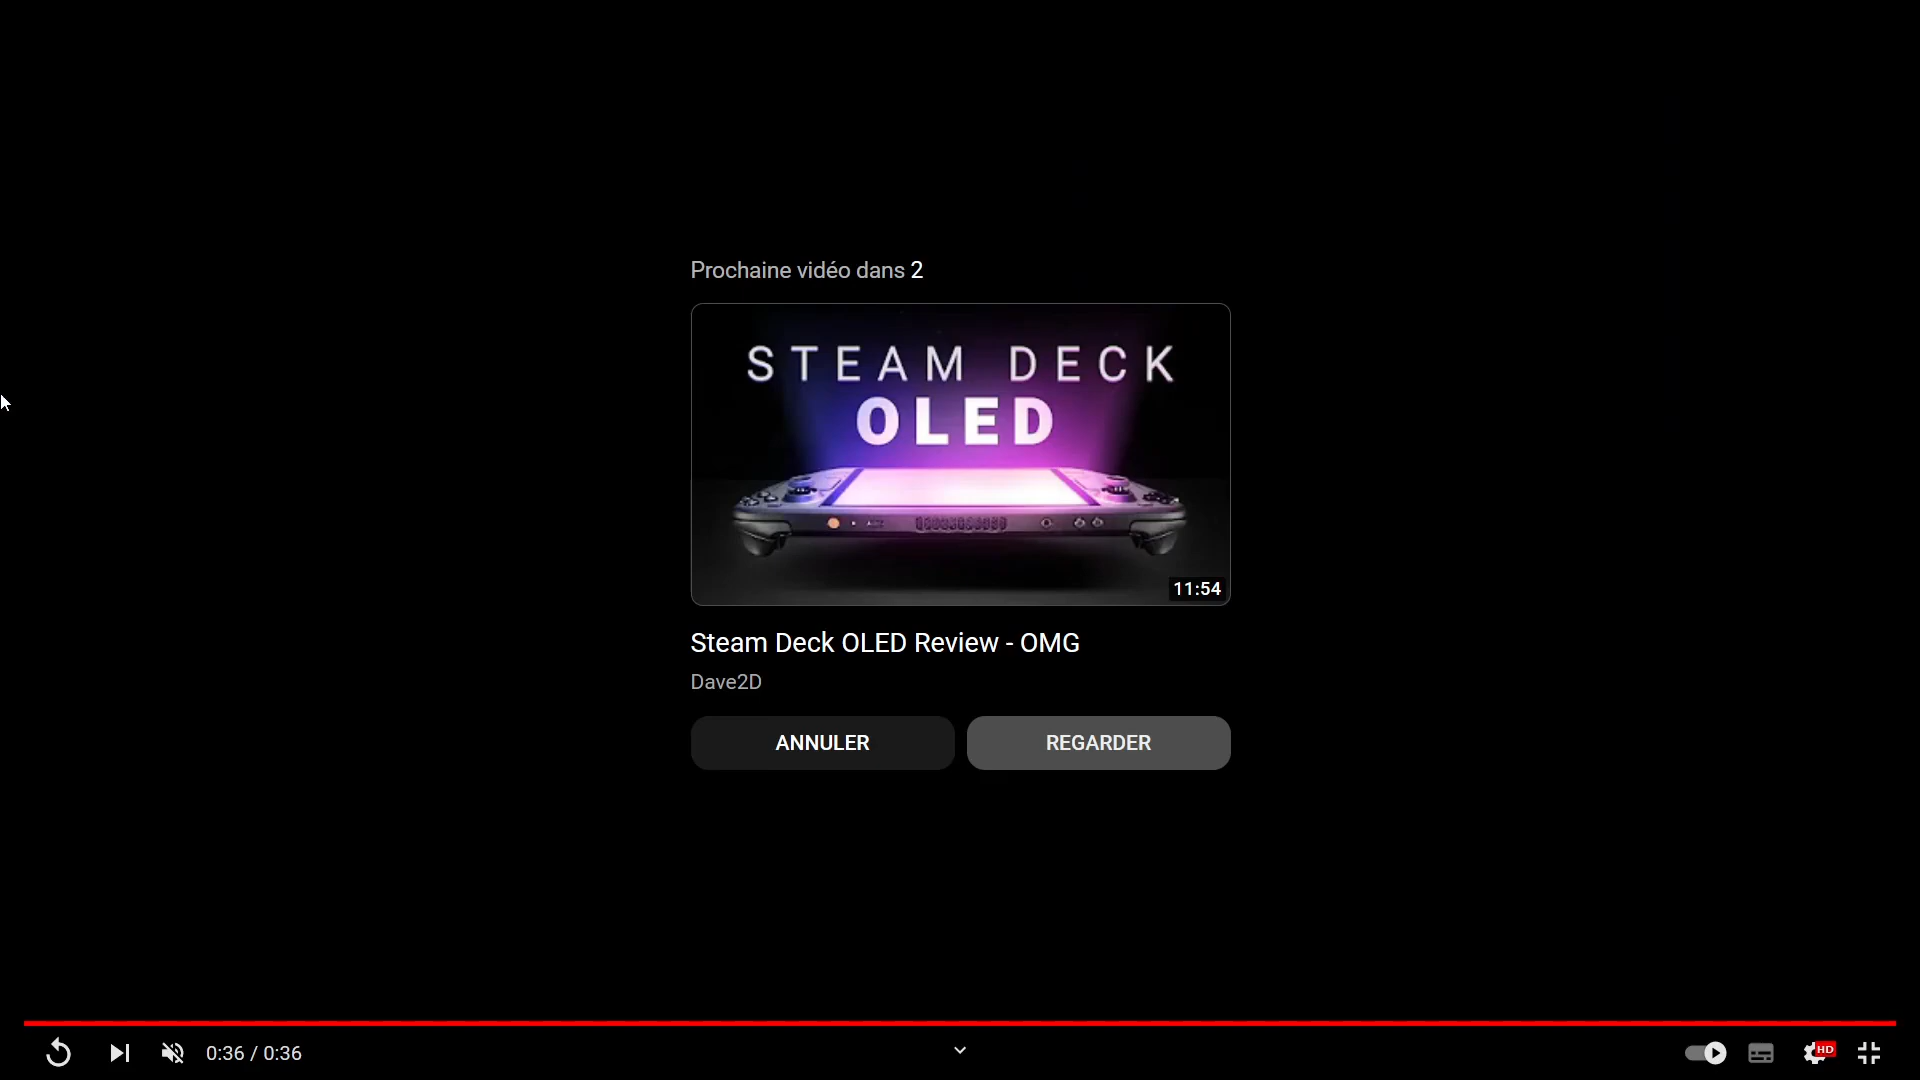 Prochaine vidéo dans 2
STEAM DECK
OLED
11:54
Steam Deck OLED Review - OMG
Dave2D
ANNULER
REGARDER
0:36 / 0:36
HD